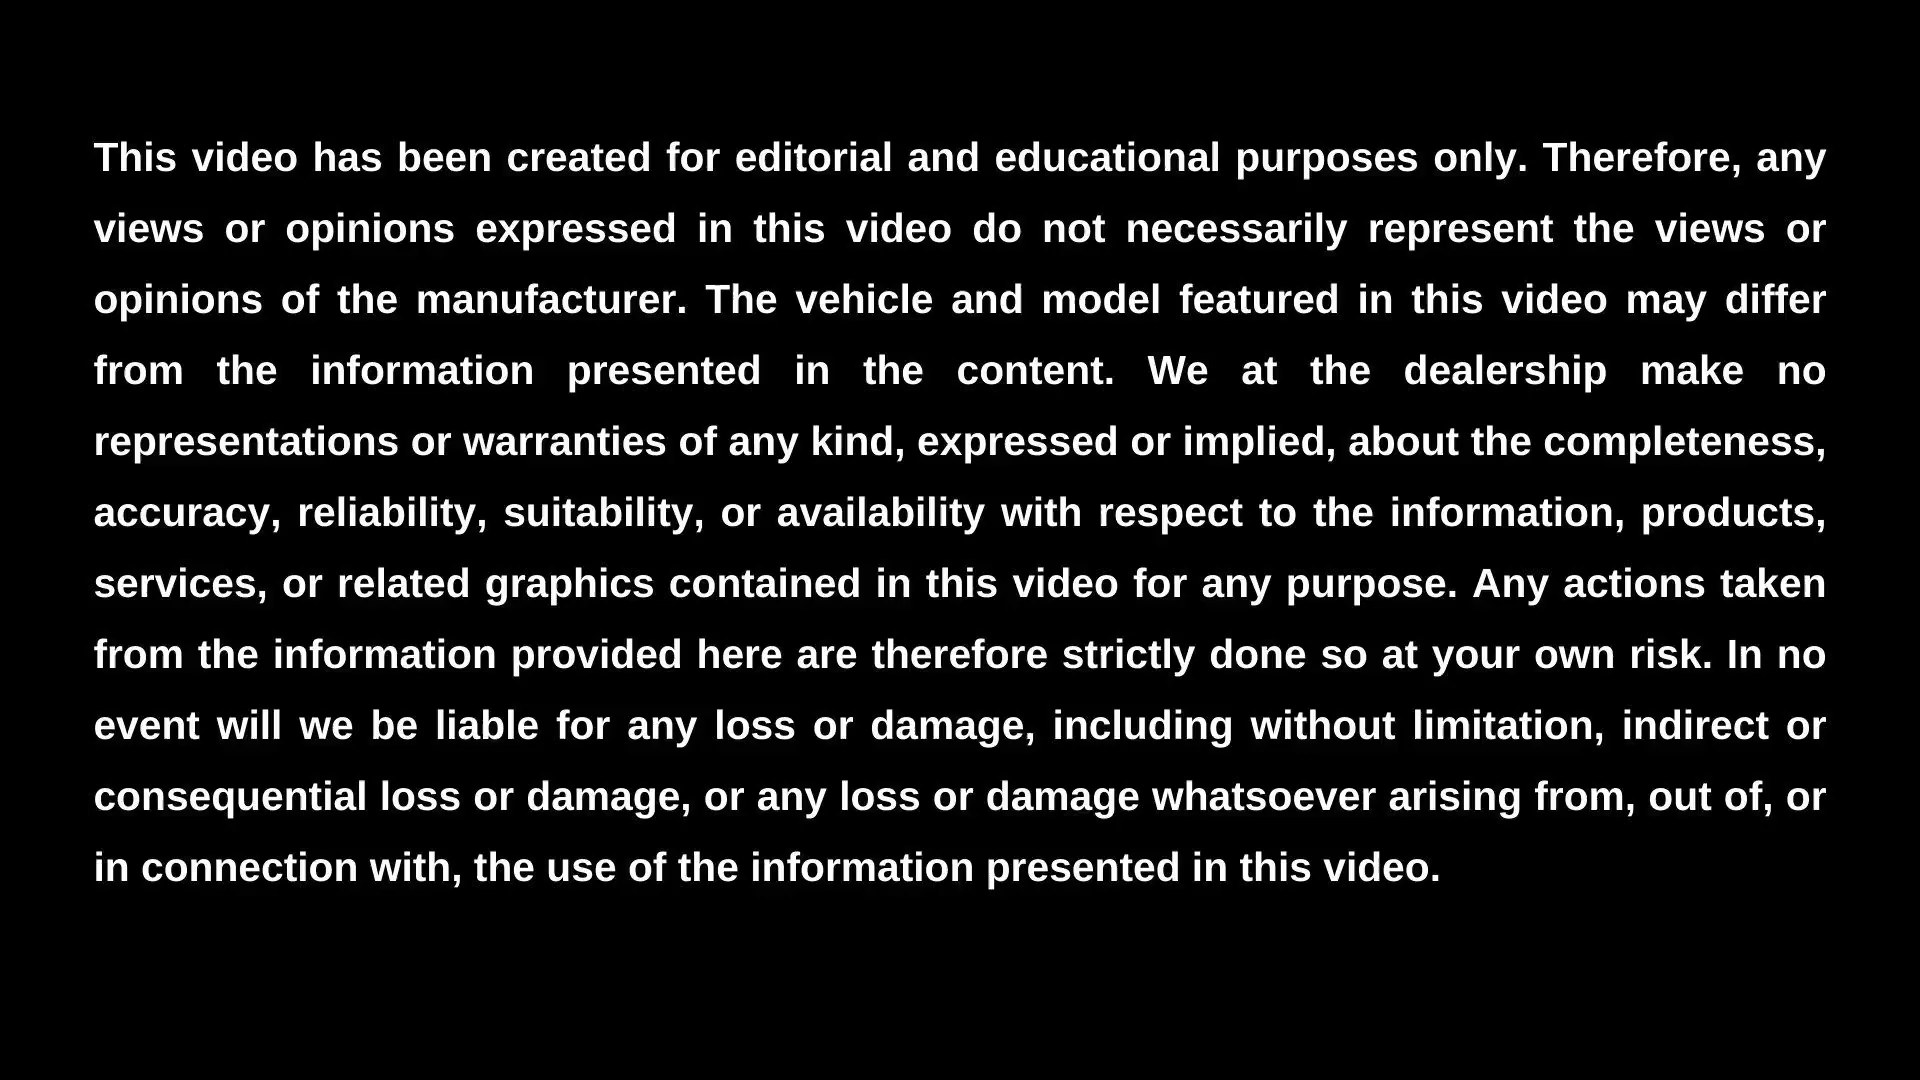 This video has been created for editorial and educational purposes only. Therefore, any
views or opinions expressed in this video do not necessarily represent the views or
opinions of the manufacturer. The vehicle and model featured in this video may differ
from the information presented in the content. We at the dealership make no
representations or warranties of any kind, expressed or implied, about the completeness,
accuracy, reliability, suitability, or availability with respect to the information, products,
services, or related graphics contained in this video for any purpose. Any actions taken
from the information provided here are therefore strictly done so at your own risk. In no
event will we be liable for any loss or damage, including without limitation, indirect or
consequential loss or damage, or any loss or damage whatsoever arising from, out of, or
in connection with, the use of the information presented in this video.